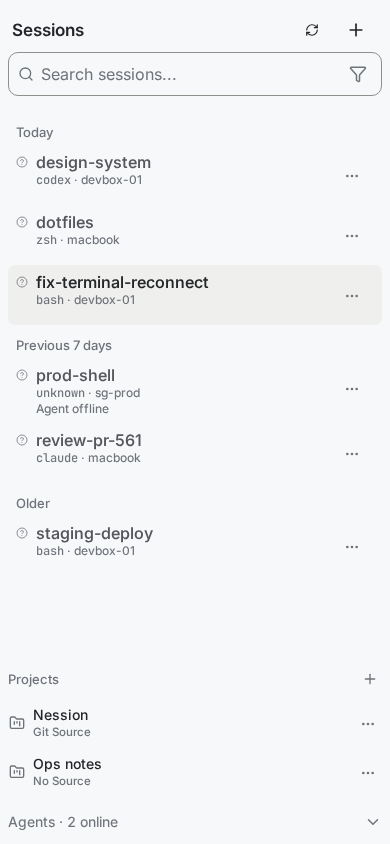 Sessions
Search sessions...
Today
design-system
codex · devbox-01
dotfiles
zsh · macbook
fix-terminal-reconnect
bash · devbox-01
Previous 7 days
prod-shell
unknown · sg-prod
Agent offline
review-pr-561
claude · macbook
Older
staging-deploy
bash · devbox-01
Projects
Nession
Git Source
Ops notes
No Source
Agents · 2 online